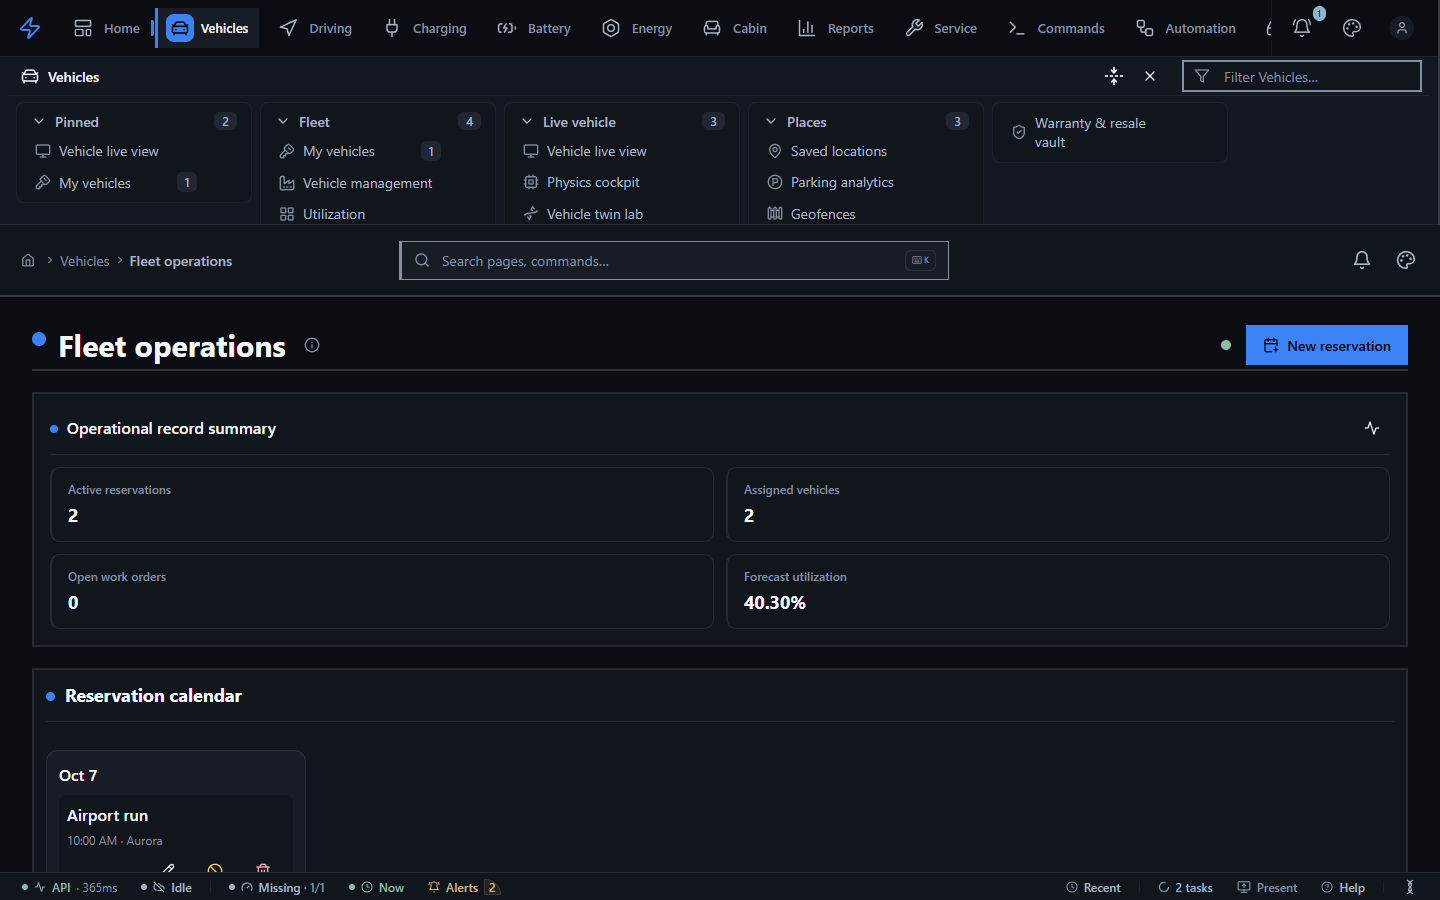 Home
Vehicles
Driving
Charging
Battery
Energy
Cabin
Reports
Service
Commands
Automation
1
Vehicles
Filter Vehicles...
Pinned 2
Vehicle live view
My vehicles 1
Fleet 4
My vehicles 1
Vehicle management
Utilization
Live vehicle 3
Vehicle live view
Physics cockpit
Vehicle twin lab
Places 3
Saved locations
Parking analytics
Geofences
Warranty & resale
vault
Vehicles
Fleet operations
Search pages, commands...
K
Fleet operations
New reservation
Operational record summary
Active reservations
2
Assigned vehicles
2
Open work orders
0
Forecast utilization
40.30%
Reservation calendar
Oct 7
Airport run
10:00 AM · Aurora
API · 365ms
Idle
Missing · 1/1
Now
Alerts 2
Recent
2 tasks
Present
Help